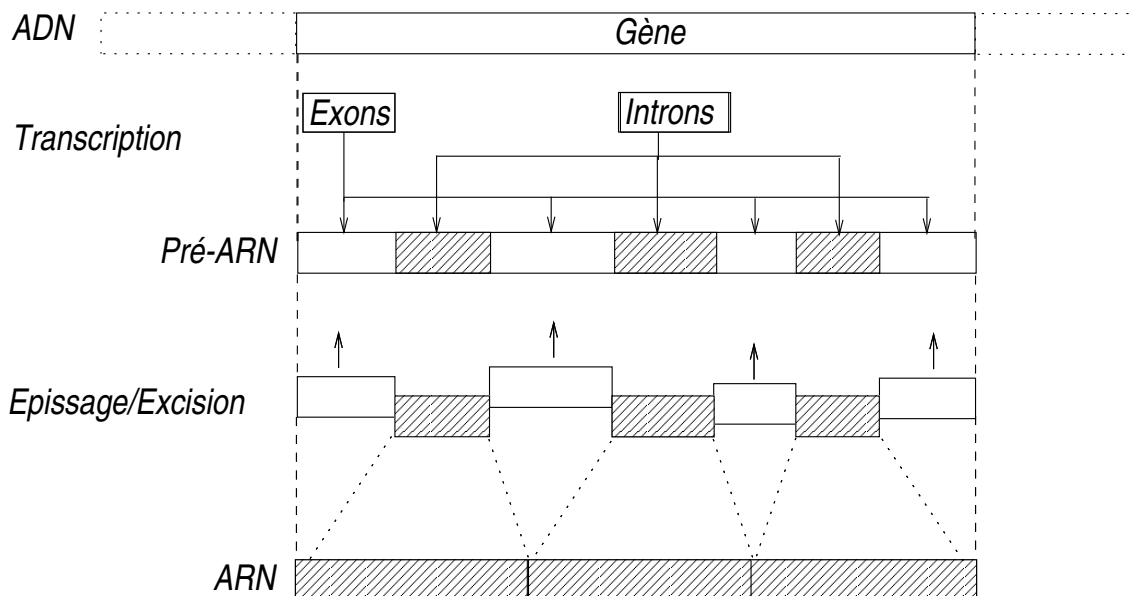 ADN
Gène
Exons
Introns
Transcription
Pré-ARN
Epissage/Excision
ARN